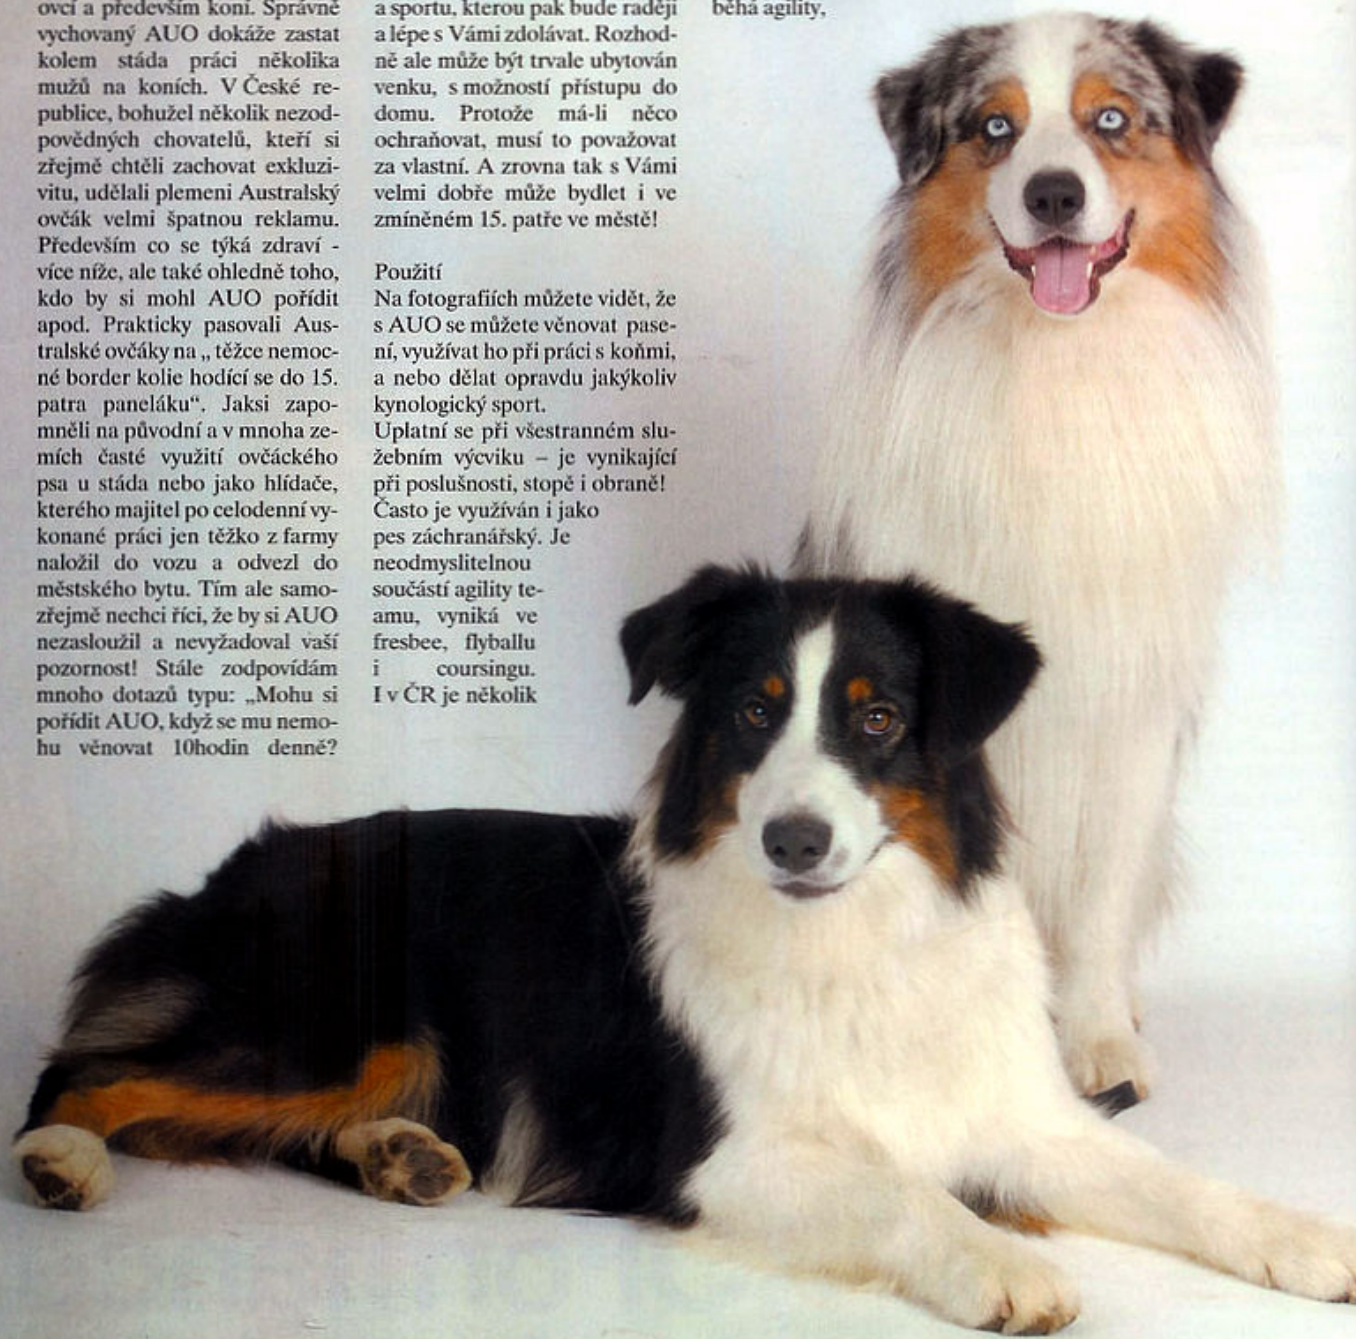 ovcí a především koní. Správně
vychovaný AUO dokáže zastat
kolem stáda práci několika
mužů na koních. V České re-
publice, bohužel několik nezod-
povědných chovatelů, kteří si
zřejmě chtěli zachovat exkluzi-
vitu, udělali plemeni Australský
ovčák velmi špatnou reklamu.
Především co se týká zdraví -
více níže, ale také ohledně toho,
kdo by si mohl AUO pořídit
apod. Prakticky pasovali Aus-
tralské ovčáky na „ těžce nemoc-
né border kolie hodící se do 15.
patra paneláku“. Jaksi zapo-
mněli na původní a v mnoha ze-
mích časté využití ovčáckého
psa u stáda nebo jako hlídače,
kterého majitel po celodenní vy-
konané práci jen těžko z farmy
naložil do vozu a odvezl do
městského bytu. Tím ale samo-
zřejmě nechci říci, že by si AUO
nezasloužil a nevyžadoval vaší
pozornost! Stále zodpovídám
mnoho dotazů typu: „Mohu si
pořídit AUO, když se mu nemo-
hu věnovat 10hodin denně?
a sportu, kterou pak bude raději
a lépe s Vámi zdolávat. Rozhod-
ně ale může být trvale ubytován
venku, s možností přístupu do
domu. Protože má-li něco
ochraňovat, musí to považovat
za vlastní. A zrovna tak s Vámi
velmi dobře může bydlet i ve
zmíněném 15. patře ve městě!
Použití
Na fotografiích můžete vidět, že
s AUO se můžete věnovat pase-
ní, využívat ho při práci s koňmi,
a nebo dělat opravdu jakýkoliv
kynologický sport.
Uplatní se při všestranném slu-
žebním výcviku – je vynikající
při poslušnosti, stopě i obraně!
Často je využíván i jako
pes záchranářský. Je
neodmyslitelnou
součástí agility te-
amu, vyniká ve
fresbee, flyballu
i coursingu.
I v ČR je několik
běhá agility,